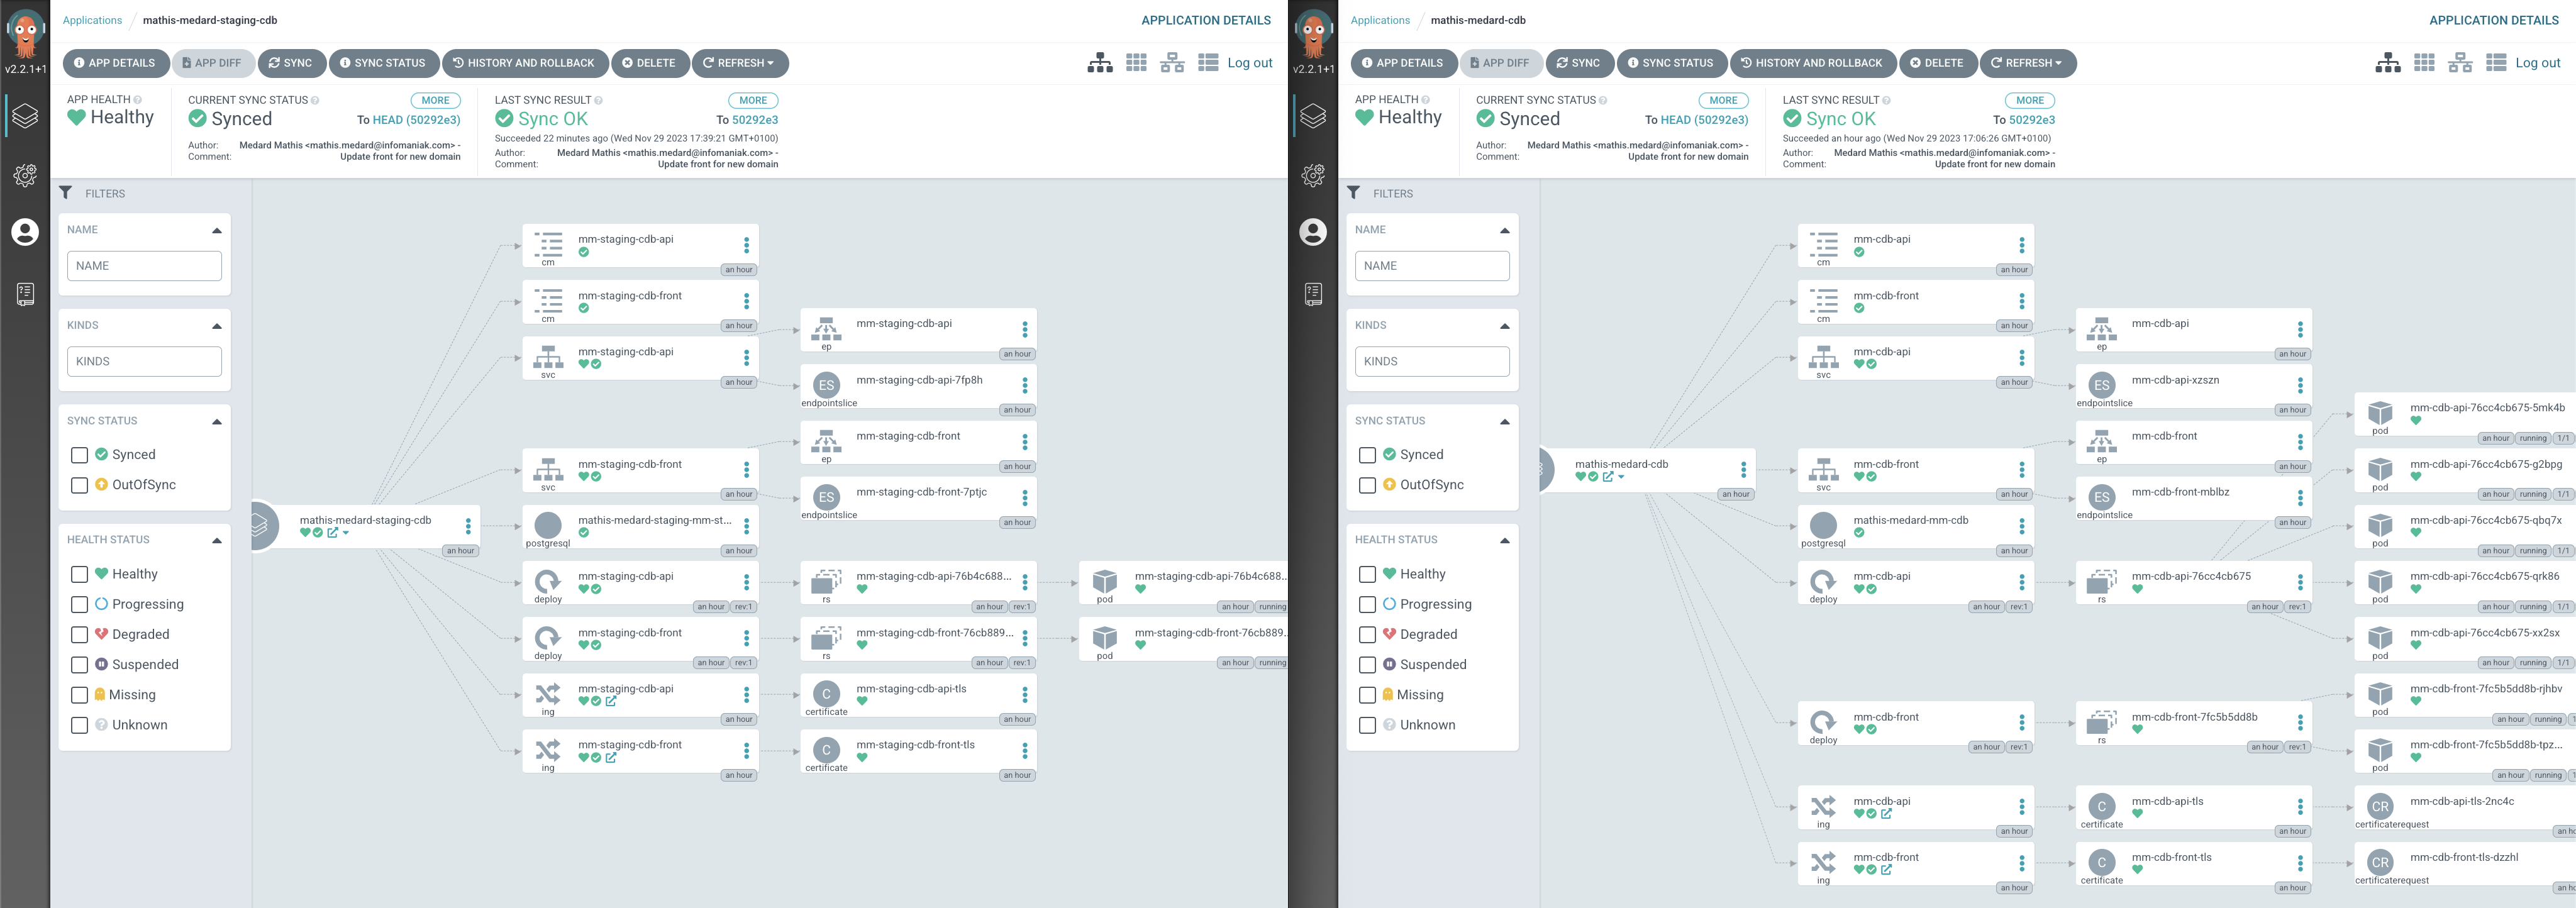 Applications / mathis-medard-staging-cdb
APPLICATION DETAILS
v2.2.1+1
APP DETAILS
APP DIFF
SYNC
SYNC STATUS
HISTORY AND ROLLBACK
DELETE
REFRESH
Log out
APP HEALTH
Healthy
CURRENT SYNC STATUS
MORE
Synced
To HEAD (50292e3)
Author: Medard Mathis <mathis.medard@infomaniak.com> -
Comment: Update front for new domain
LAST SYNC RESULT
MORE
Sync OK
To 50292e3
Succeeded 22 minutes ago (Wed Nov 29 2023 17:39:21 GMT+0100)
Author: Medard Mathis <mathis.medard@infomaniak.com> -
Comment: Update front for new domain
FILTERS
NAME
NAME
KINDS
KINDS
SYNC STATUS
Synced
OutOfSync
HEALTH STATUS
Healthy
Progressing
Degraded
Suspended
Missing
Unknown
mathis-medard-staging-cdb
an hour
mm-staging-cdb-api
cm
an hour
mm-staging-cdb-front
cm
an hour
mm-staging-cdb-api
svc
an hour
mm-staging-cdb-front
svc
an hour
mathis-medard-staging-mm-st...
postgresql
an hour
mm-staging-cdb-api
deploy
an hour rev:1
mm-staging-cdb-front
deploy
an hour rev:1
mm-staging-cdb-api
ing
an hour
mm-staging-cdb-front
ing
an hour
mm-staging-cdb-api
ep
an hour
ES
mm-staging-cdb-api-7fp8h
endpointslice
an hour
mm-staging-cdb-front
ep
an hour
ES
mm-staging-cdb-front-7ptjc
endpointslice
an hour
mm-staging-cdb-api-76b4c688...
rs
an hour rev:1
mm-staging-cdb-front-76cb889...
rs
an hour rev:1
C
mm-staging-cdb-api-tls
certificate
an hour
C
mm-staging-cdb-front-tls
certificate
an hour
mm-staging-cdb-api-76b4c688...
pod
an hour running
mm-staging-cdb-front-76cb889...
pod
an hour running
Applications / mathis-medard-cdb
APPLICATION DETAILS
v2.2.1+1
APP DETAILS
APP DIFF
SYNC
SYNC STATUS
HISTORY AND ROLLBACK
DELETE
REFRESH
Log out
APP HEALTH
Healthy
CURRENT SYNC STATUS
MORE
Synced
To HEAD (50292e3)
Author: Medard Mathis <mathis.medard@infomaniak.com> -
Comment: Update front for new domain
LAST SYNC RESULT
MORE
Sync OK
To 50292e3
Succeeded an hour ago (Wed Nov 29 2023 17:06:26 GMT+0100)
Author: Medard Mathis <mathis.medard@infomaniak.com> -
Comment: Update front for new domain
FILTERS
NAME
NAME
KINDS
KINDS
SYNC STATUS
Synced
OutOfSync
HEALTH STATUS
Healthy
Progressing
Degraded
Suspended
Missing
Unknown
mathis-medard-cdb
an hour
mm-cdb-api
cm
an hour
mm-cdb-front
cm
an hour
mm-cdb-api
svc
an hour
mm-cdb-front
svc
an hour
mathis-medard-mm-cdb
postgresql
an hour
mm-cdb-api
deploy
an hour rev:1
mm-cdb-front
deploy
an hour rev:1
mm-cdb-api
ing
an hour
mm-cdb-front
ing
an hour
mm-cdb-api
ep
an hour
ES
mm-cdb-api-xzszn
endpointslice
mm-cdb-front
ep
ES
mm-cdb-front-mblbz
endpointslice
an hour
mm-cdb-api-76cc4cb675
rs
an hour rev:1
mm-cdb-front-7fc5b5dd8b
rs
an hour rev:1
C
mm-cdb-api-tls
certificate
an hour
C
mm-cdb-front-tls
certificate
an hour
mm-cdb-api-76cc4cb675-5mk4b
pod
an hour running 1/1
mm-cdb-api-76cc4cb675-g2bpg
pod
an hour running 1/1
mm-cdb-api-76cc4cb675-qbq7x
pod
an hour running 1/1
mm-cdb-api-76cc4cb675-qrk86
pod
an hour running 1/1
mm-cdb-api-76cc4cb675-xx2sx
pod
an hour running 1/1
mm-cdb-front-7fc5b5dd8b-rjhbv
pod
an hour running
mm-cdb-front-7fc5b5dd8b-tpz...
pod
an hour running
CR
mm-cdb-api-tls-2nc4c
certificaterequest
CR
mm-cdb-front-tls-dzzhl
certificaterequest